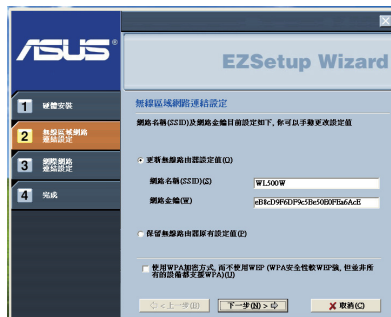 ASUS®
EZSetup Wizard
1 硬體安裝
2 無線區域網路
連結設定
3 網際網路
連結設定
4 完成
無線區域網路連結設定
網路名稱(SSID)及網路金鑰目前設定如下, 你可以手動更改設定值
更新無線路由器設定值(O)
網路名稱(SSID)(S)
WL500W
網路金鑰(W)
eB8cD9F6DF9c5Be50E0FEa6AcE
保留無線路由器原有設定值(P)
使用WPA加密方式, 而不使用WEP (WPA安全性較WEP強, 但並非所
有的設備都支援WPA)(U)
< 上一步(B)
下一步(N) >
取消(C)